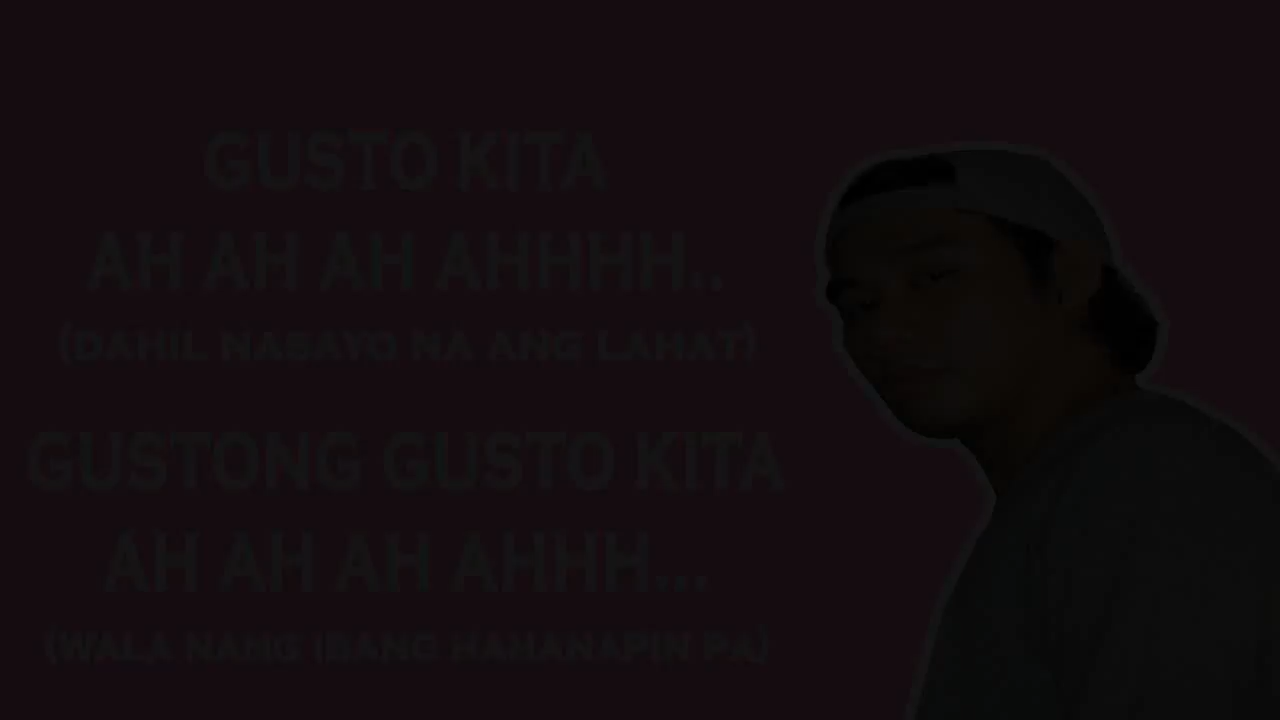 GUSTO KITA
AH AH AH AHHHH..
(DAHIL NASAYO NA ANG LAHAT)
GUSTONG GUSTO KITA
AH AH AH AHHH...
(WALA NANG IBANG HAHANAPIN PA)